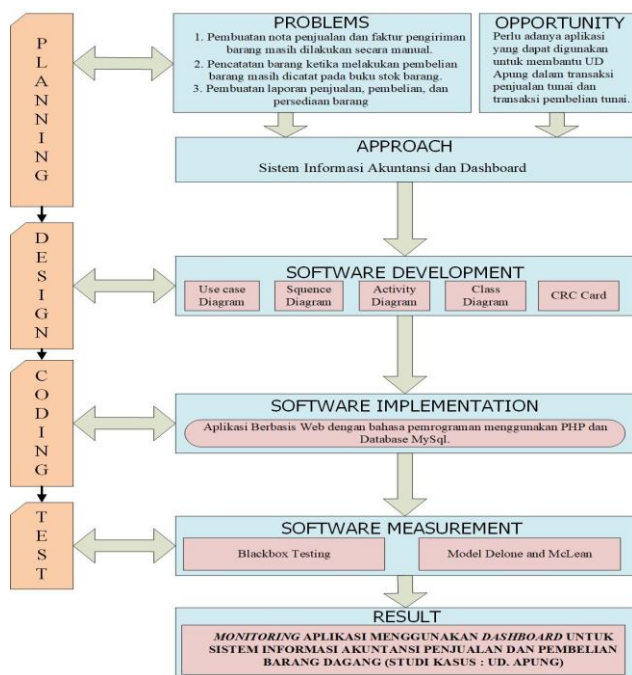 PLANNING
PROBLEMS
1. Pembuatan nota penjualan dan faktur pengiriman
barang masih dilakukan secara manual.
2. Pencatatan barang ketika melakukan pembelian
barang masih dicatat pada buku stok barang.
3. Pembuatan laporan penjualan, pembelian, dan
persediaan barang
OPPORTUNITY
Perlu adanya aplikasi
yang dapat digunakan
untuk membantu UD
Apung dalam transaksi
penjualan tunai dan
transaksi pembelian tunai.
APPROACH
Sistem Informasi Akuntansi dan Dashboard
DESIGN
SOFTWARE DEVELOPMENT
Use case
Diagram
Squence
Diagram
Activity
Diagram
Class
Diagram
CRC Card
CODING
SOFTWARE IMPLEMENTATION
Aplikasi Berbasis Web dengan bahasa pemrograman menggunakan PHP dan
Database MySql.
TEST
SOFTWARE MEASUREMENT
Blackbox Testing
Model Delone and McLean
RESULT
MONITORING APLIKASI MENGGUNAKAN DASHBOARD UNTUK
SISTEM INFORMASI AKUNTANSI PENJUALAN DAN PEMBELIAN
BARANG DAGANG (STUDI KASUS : UD. APUNG)